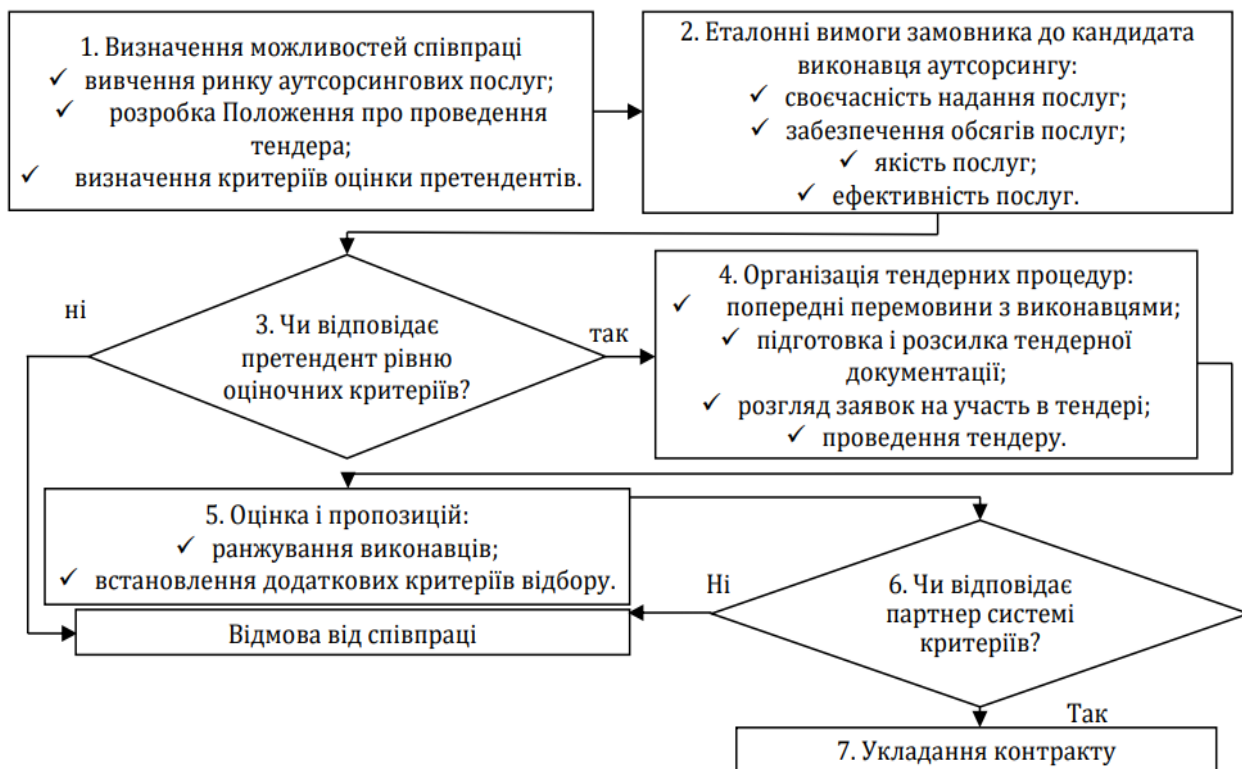 1. Визначення можливостей співпраці
✓ вивчення ринку аутсорсингових послуг;
✓ розробка Положення про проведення
тендера;
✓ визначення критеріїв оцінки претендентів.
2. Еталонні вимоги замовника до кандидата
виконавця аутсорсингу:
✓ своєчасність надання послуг;
✓ забезпечення обсягів послуг;
✓ якість послуг;
✓ ефективність послуг.
ні
3. Чи відповідає
претендент рівню
оціночних критеріїв?
так
4. Організація тендерних процедур:
✓ попередні перемовини з виконавцями;
✓ підготовка і розсилка тендерної
документації;
✓ розгляд заявок на участь в тендері;
✓ проведення тендеру.
5. Оцінка і пропозицій:
✓ ранжування виконавців;
✓ встановлення додаткових критеріїв відбору.
Ні
6. Чи відповідає
партнер системі
критеріїв?
Відмова від співпраці
Так
7. Укладання контракту